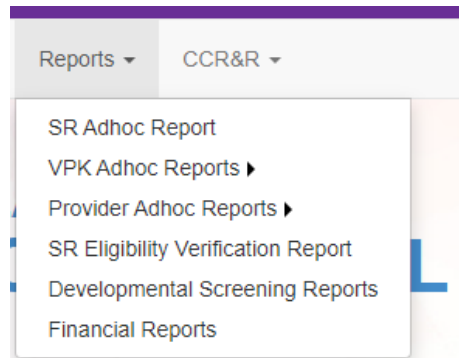 Reports CCR&R
SR Adhoc Report
VPK Adhoc Reports
Provider Adhoc Reports
SR Eligibility Verification Report
Developmental Screening Reports
Financial Reports